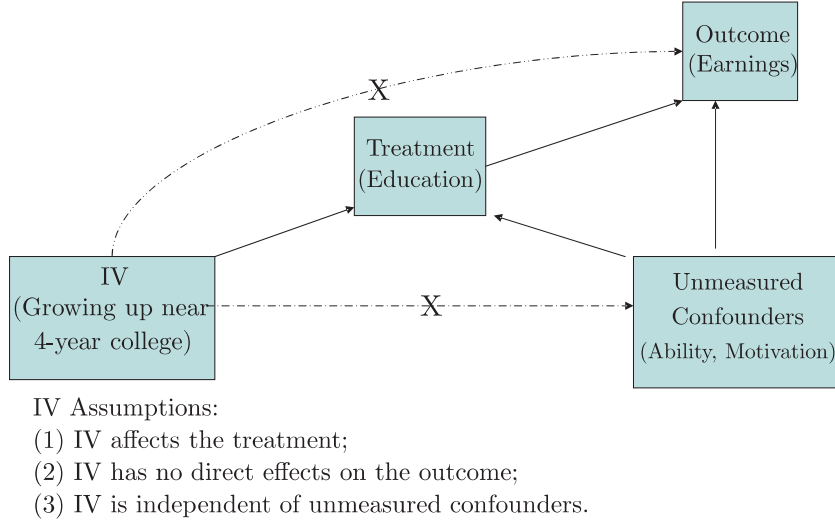 Outcome
(Earnings)
X
Treatment
(Education)
IV
(Growing up near
4-year college)
X
Unmeasured
Confounders
(Ability, Motivation)
IV Assumptions:
(1) IV affects the treatment;
(2) IV has no direct effects on the outcome;
(3) IV is independent of unmeasured confounders.